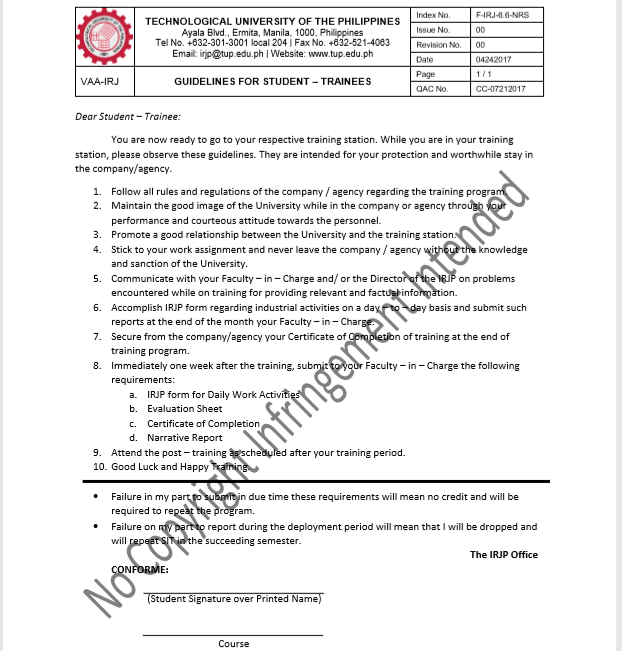 TECHNOLOGICAL UNIVERSITY OF THE PHILIPPINES
Ayala Blvd., Ermita, Manila, 1000, Philippines
Tel No. +632-301-3001 local 204 | Fax No. +632-521-4063
Email: irjp@tup.edu.ph | Website: www.tup.edu.ph
Index No. F-IRJ-6.6-NRS
Issue No. 00
Revision No. 00
Date 04242017
VAA-IRJ
GUIDELINES FOR STUDENT – TRAINEES
Page 1 / 1
QAC No. CC-07212017
Dear Student – Trainee:
You are now ready to go to your respective training station. While you are in your training
station, please observe these guidelines. They are intended for your protection and worthwhile stay in
the company/agency.
1. Follow all rules and regulations of the company / agency regarding the training program.
2. Maintain the good image of the University while in the company or agency through your
performance and courteous attitude towards the personnel.
3. Promote a good relationship between the University and the training station.
4. Stick to your work assignment and never leave the company / agency without the knowledge
and sanction of the University.
5. Communicate with your Faculty – in – Charge and/ or the Director of the IRJP on problems
encountered while on training for providing relevant and factual information.
6. Accomplish IRJP form regarding industrial activities on a day – to – day basis and submit such
reports at the end of the month your Faculty – in – Charge.
7. Secure from the company/agency your Certificate of Completion of training at the end of
training program.
8. Immediately one week after the training, submit to your Faculty – in – Charge the following
requirements:
a. IRJP form for Daily Work Activities
b. Evaluation Sheet
c. Certificate of Completion
d. Narrative Report
9. Attend the post – training as scheduled after your training period.
10. Good Luck and Happy Training.
• Failure in my part to submit in due time these requirements will mean no credit and will be
required to repeat the program.
• Failure on my part to report during the deployment period will mean that I will be dropped and
will repeat SIT in the succeeding semester.
The IRJP Office
CONFORME:
(Student Signature over Printed Name)
Course
No Copyright Infringement Intended